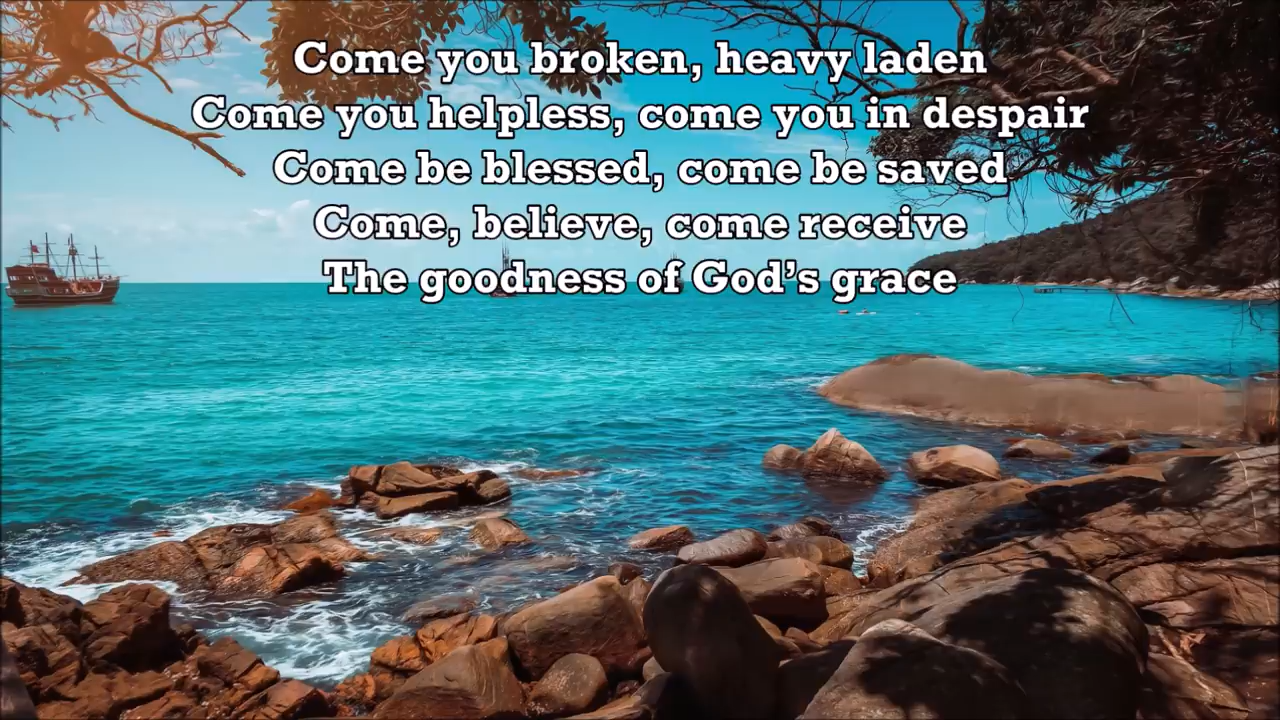 Come you broken, heavy laden
Come you helpless, come you in despair
Come be blessed, come be saved
Come, believe, come receive
The goodness of God’s grace